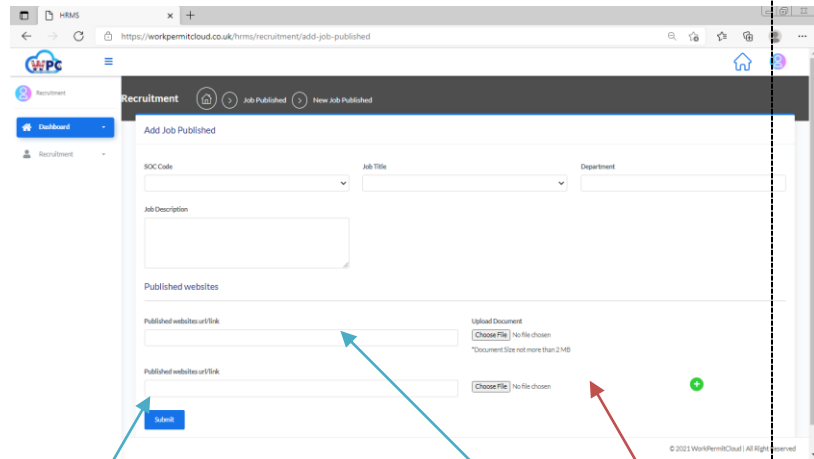 HRMS
https://workpermitcloud.co.uk/hrms/recruitment/add-job-published
WPC
Recruitment
Recruitment Job Published New Job Published
Dashboard
Recruitment
Add Job Published
SOC Code Job Title Department
Job Description
Published websites
Published websites url/link Upload Document
Choose File No file chosen
*Document Size not more than 2 MB
Published websites url/link
Choose File No file chosen
Submit
© 2021 WorkPermitCloud | All Right Reserved